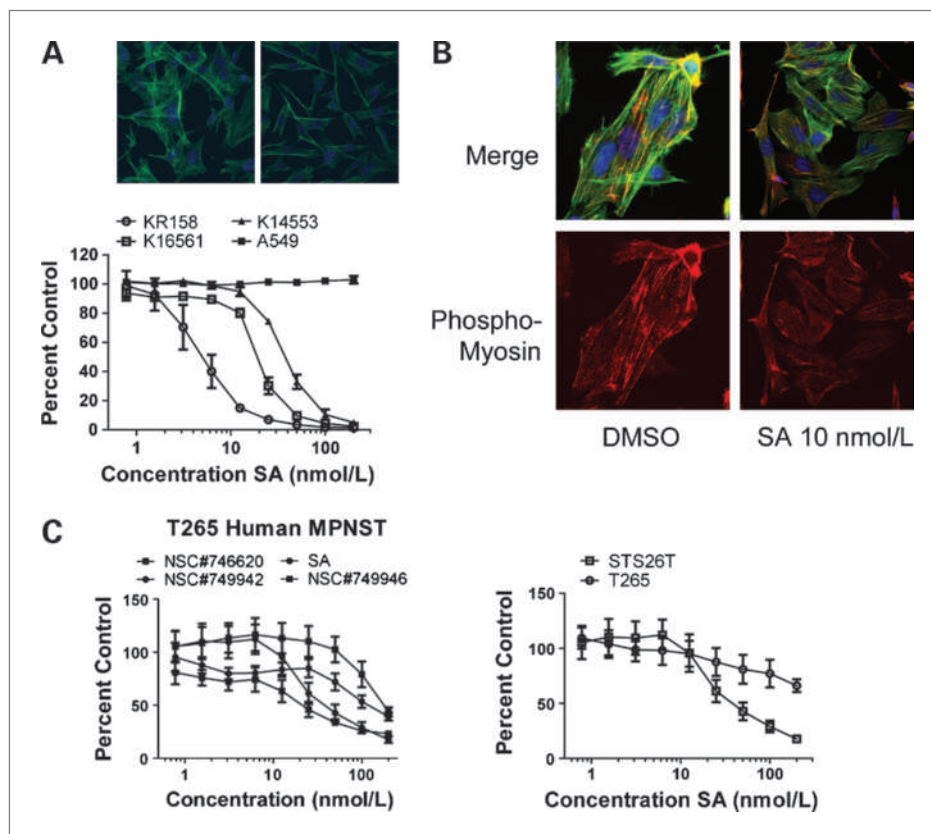 A
KR158 K14553
K16561 A549
120
100
80
60
40
20
0
Percent Control
1 10 100
Concentration SA (nmol/L)
B
Merge
Phospho-
Myosin
DMSO SA 10 nmol/L
C
T265 Human MPNST
NSC#746620 SA
NSC#749942 NSC#749946
150
100
50
0
Percent Control
1 10 100
Concentration (nmol/L)
STS26T
T265
150
100
50
0
Percent Control
1 10 100
Concentration SA (nmol/L)